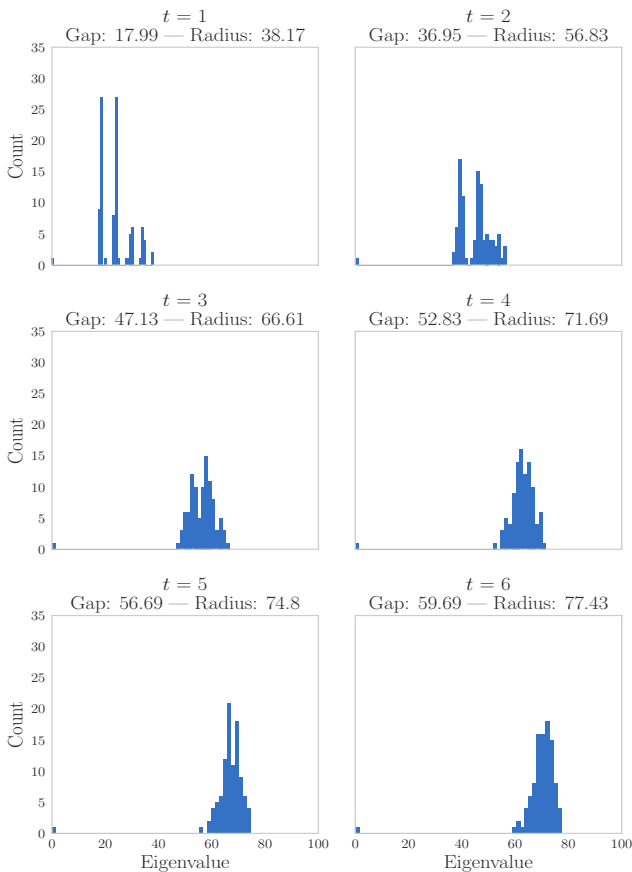 t = 1
Gap: 17.99 — Radius: 38.17
t = 2
Gap: 36.95 — Radius: 56.83
35
30
25
20
15
10
5
0
Count
t = 3
Gap: 47.13 — Radius: 66.61
t = 4
Gap: 52.83 — Radius: 71.69
35
30
25
20
15
10
5
0
Count
t = 5
Gap: 56.69 — Radius: 74.8
t = 6
Gap: 59.69 — Radius: 77.43
35
30
25
20
15
10
5
0
Count
0 20 40 60 80 100
Eigenvalue
0 20 40 60 80 100
Eigenvalue